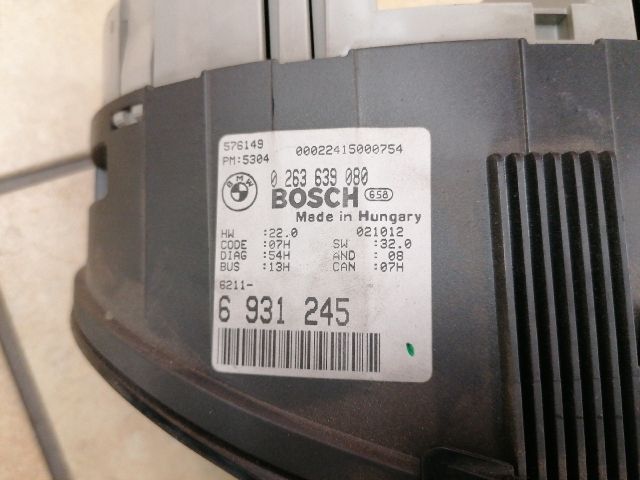 576149 00022415000754
PM:5304
BMW 0 263 639 080
BOSCH 658
Made in Hungary
HW :22.0 021012
CODE :07H SW :32.0
DIAG :54H AND : 08
BUS :13H CAN :07H
6211-
6 931 245